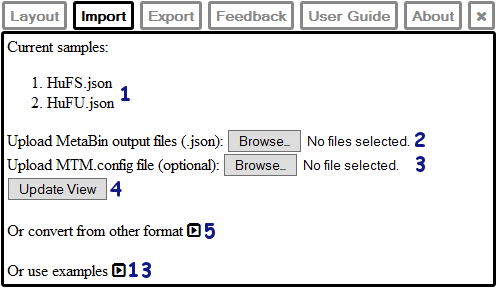 Layout Import Export Feedback User Guide About ×
Current samples:
1. HuFS.json
2. HuFU.json
1
Upload MetaBin output files (.json): Browse... No files selected. 2
Upload MTM.config file (optional): Browse... No file selected. 3
Update View 4
Or convert from other format 5
Or use examples 13